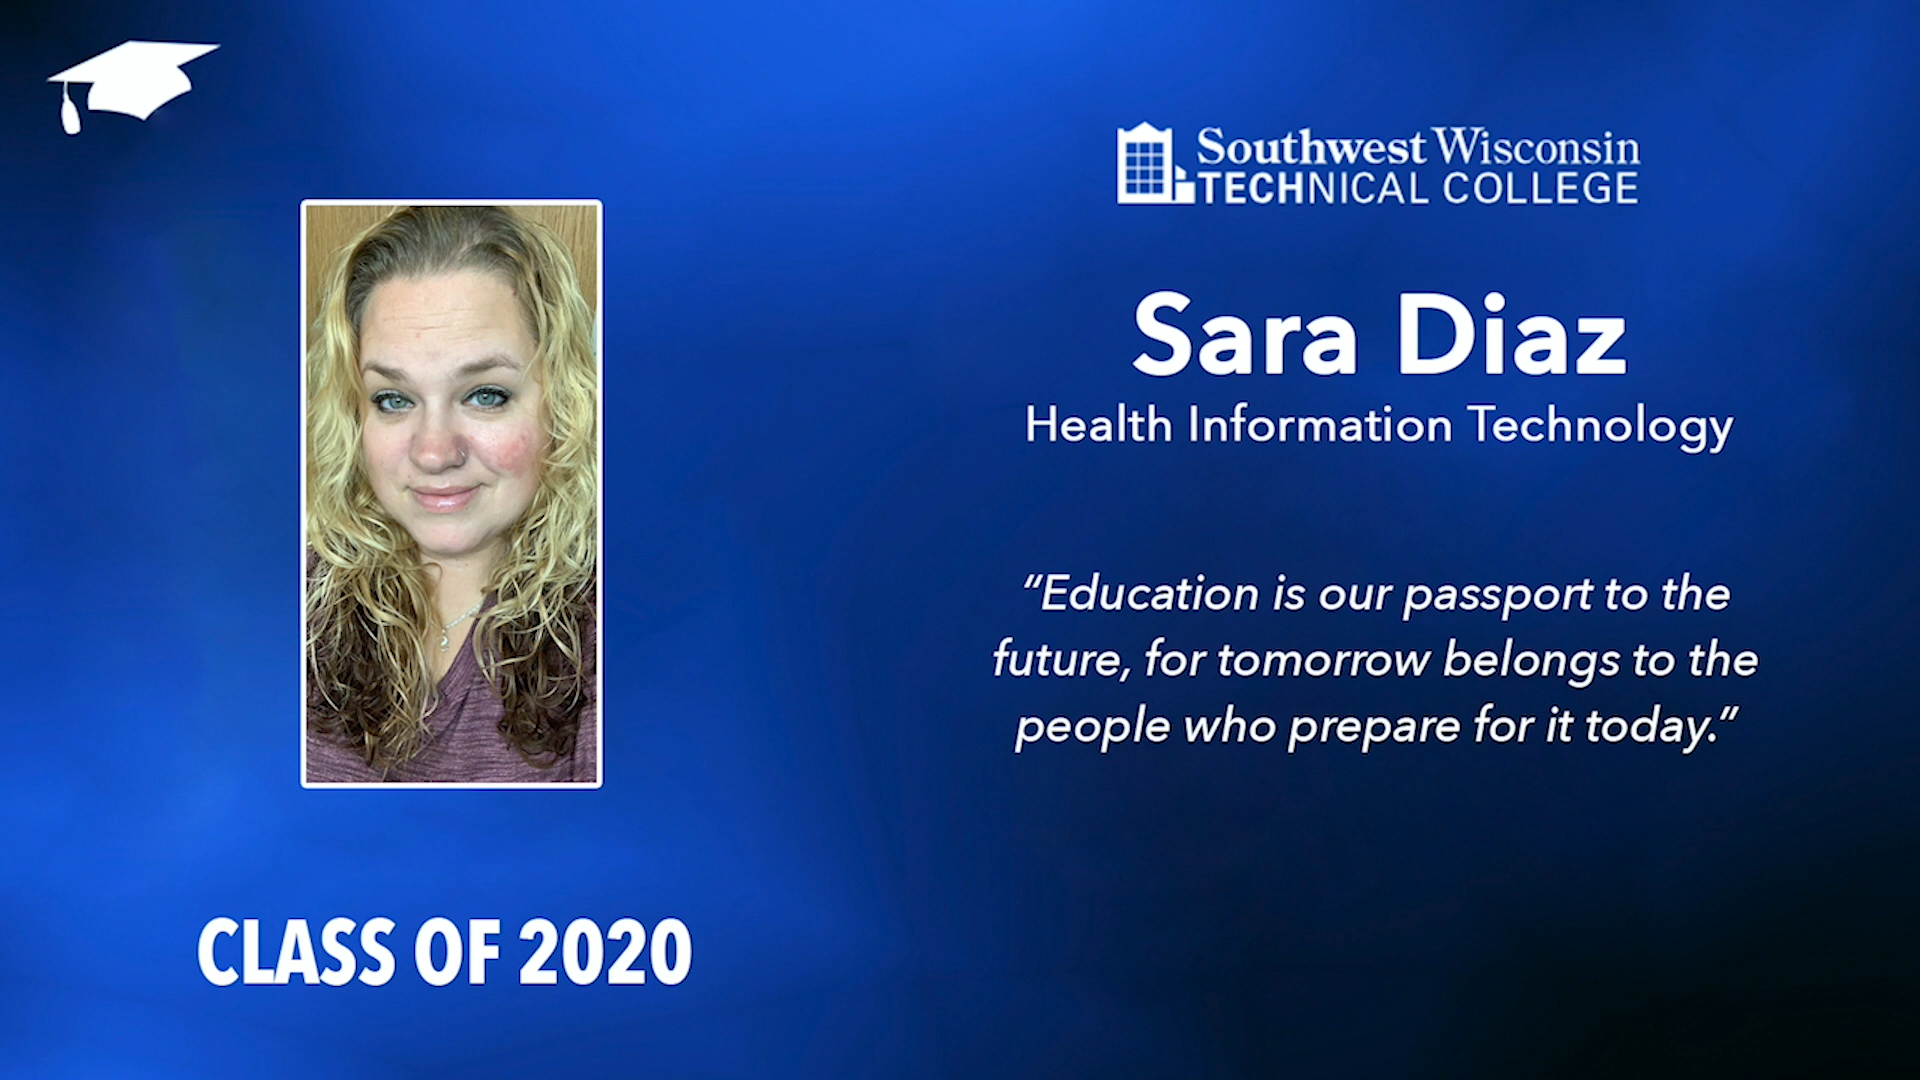 Southwest Wisconsin
TECHNICAL COLLEGE
Sara Diaz
Health Information Technology
“Education is our passport to the
future, for tomorrow belongs to the
people who prepare for it today.”
CLASS OF 2020